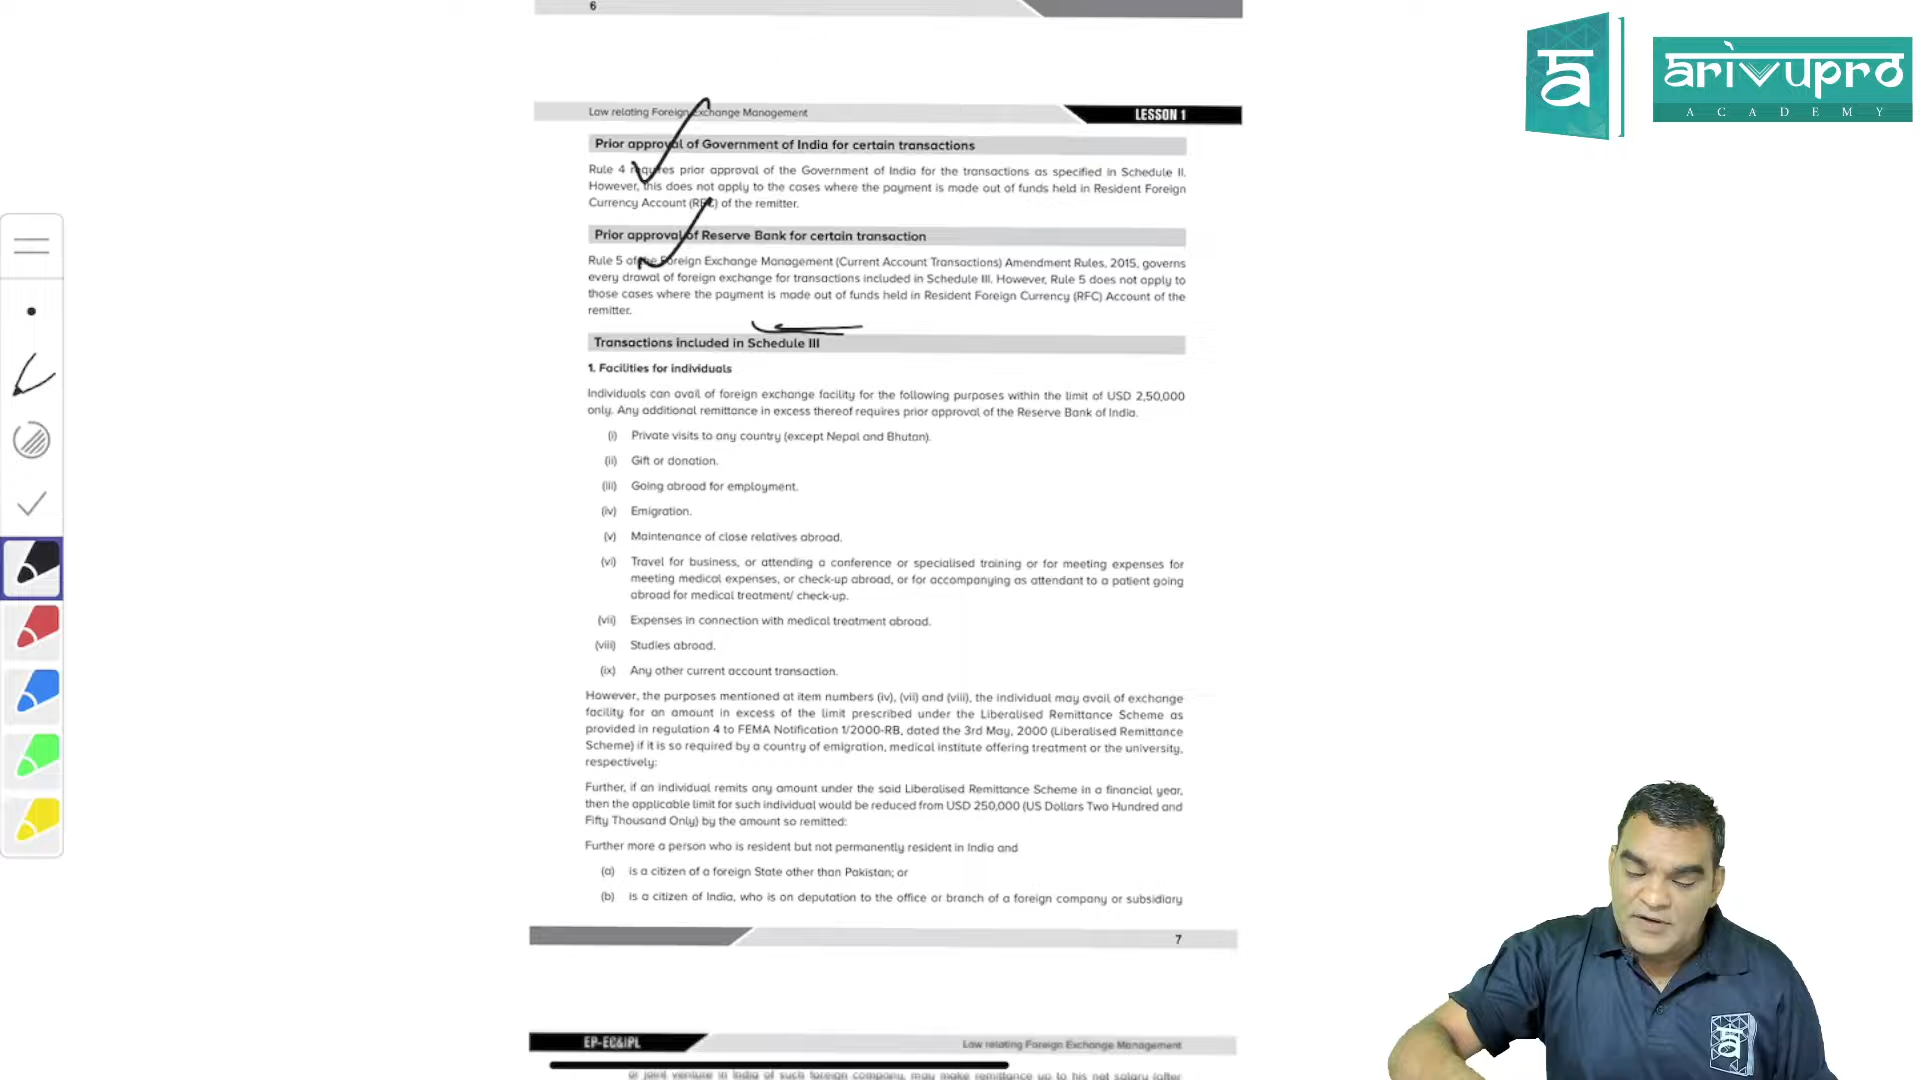 6
arivupro
ACADEMY
Law relating Foreign Exchange Management
LESSON 1
Prior approval of Government of India for certain transactions
Rule 4 requires prior approval of the Government of India for the transactions as specified in Schedule II.
However, this does not apply to the cases where the payment is made out of funds held in Resident Foreign
Currency Account (RFC) of the remitter.
Prior approval of Reserve Bank for certain transaction
Rule 5 of the Foreign Exchange Management (Current Account Transactions) Amendment Rules, 2015, governs
every drawal of foreign exchange for transactions included in Schedule III. However, Rule 5 does not apply to
those cases where the payment is made out of funds held in Resident Foreign Currency (RFC) Account of the
remitter.
Transactions included in Schedule III
1. Facilities for individuals
Individuals can avail of foreign exchange facility for the following purposes within the limit of USD 2,50,000
only. Any additional remittance in excess thereof requires prior approval of the Reserve Bank of India.
(i) Private visits to any country (except Nepal and Bhutan).
(ii) Gift or donation.
(iii) Going abroad for employment.
(iv) Emigration.
(v) Maintenance of close relatives abroad.
(vi) Travel for business, or attending a conference or specialised training or for meeting expenses for
meeting medical expenses, or check-up abroad, or for accompanying as attendant to a patient going
abroad for medical treatment/ check-up.
(vii) Expenses in connection with medical treatment abroad.
(viii) Studies abroad.
(ix) Any other current account transaction.
However, the purposes mentioned at item numbers (iv), (vii) and (viii), the individual may avail of exchange
facility for an amount in excess of the limit prescribed under the Liberalised Remittance Scheme as
provided in regulation 4 to FEMA Notification 1/2000-RB, dated the 3rd May, 2000 (Liberalised Remittance
Scheme) if it is so required by a country of emigration, medical institute offering treatment or the university,
respectively:
Further, if an individual remits any amount under the said Liberalised Remittance Scheme in a financial year,
then the applicable limit for such individual would be reduced from USD 250,000 (US Dollars Two Hundred and
Fifty Thousand Only) by the amount so remitted:
Further more a person who is resident but not permanently resident in India and
(a) is a citizen of a foreign State other than Pakistan; or
(b) is a citizen of India, who is on deputation to the office or branch of a foreign company or subsidiary
7
EP-EC&IPL
Law relating Foreign Exchange Management
or joint venture in India of such foreign company, may make remittance up to his net salary (after